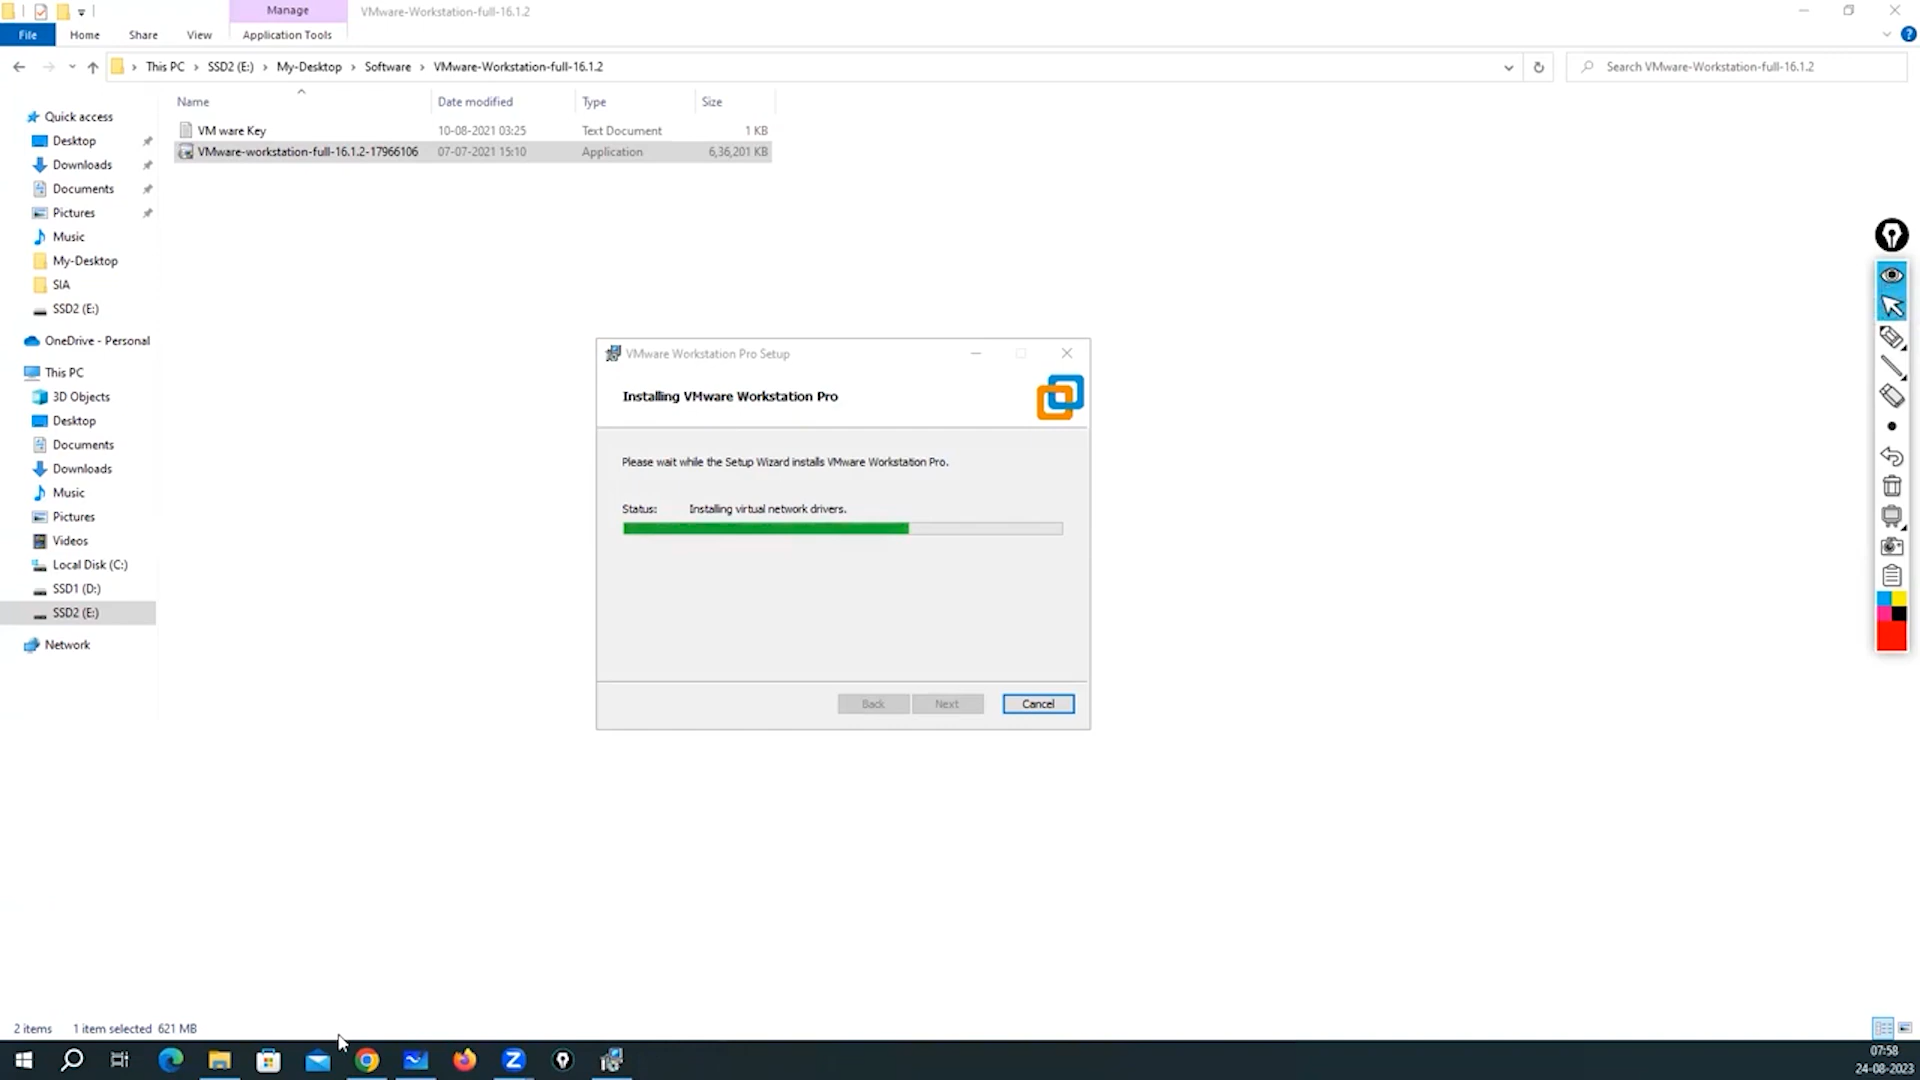 Manage
VMware-Workstation-full-16.1.2
File
Home
Share
View
Application Tools
This PC > SSD2 (E:) > My-Desktop > Software > VMware-Workstation-full-16.1.2
Search VMware-Workstation-full-16.1.2
Name
Date modified
Type
Size
VM ware Key 10-08-2021 03:25 Text Document 1 KB
VMware-workstation-full-16.1.2-17966106 07-07-2021 15:10 Application 6,36,201 KB
Quick access
Desktop
Downloads
Documents
Pictures
Music
My-Desktop
SIA
SSD2 (E:)
OneDrive - Personal
This PC
3D Objects
Desktop
Documents
Downloads
Music
Pictures
Videos
Local Disk (C:)
SSD1 (D:)
SSD2 (E:)
Network
VMware Workstation Pro Setup
Installing VMware Workstation Pro
Please wait while the Setup Wizard installs VMware Workstation Pro.
Status: Installing virtual network drivers.
Back
Next
Cancel
2 items
1 item selected 621 MB
07:58
24-08-2023